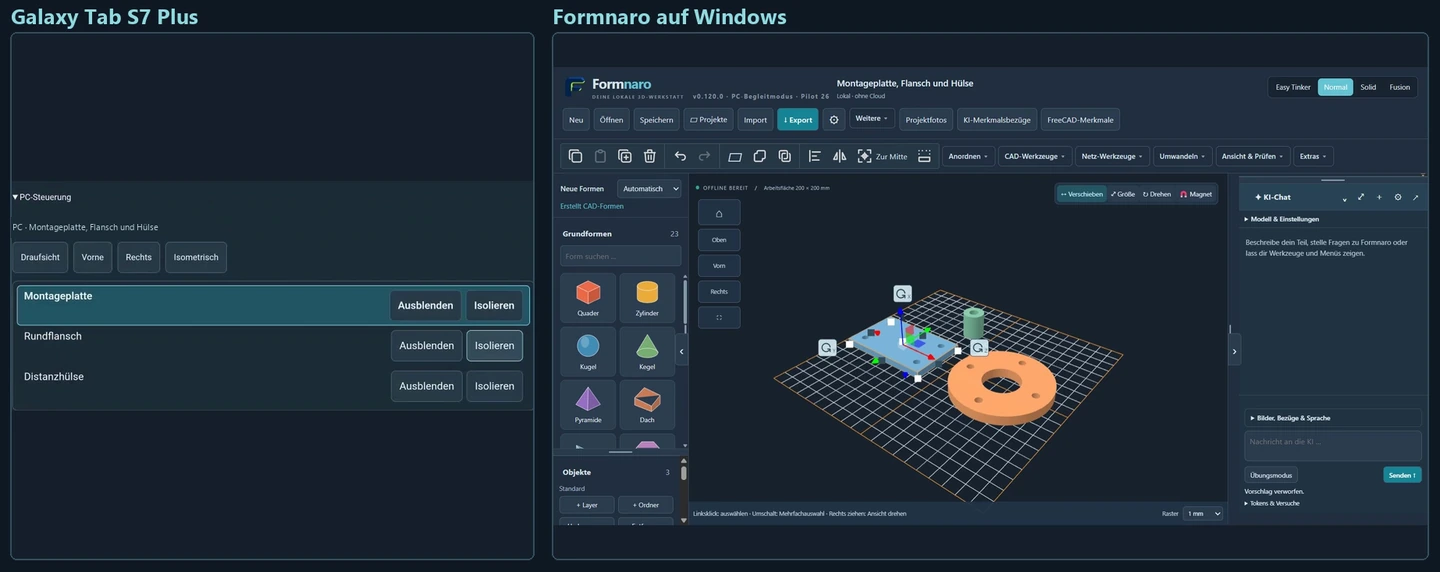 Galaxy Tab S7 Plus
▼PC-Steuerung
PC · Montageplatte, Flansch und Hülse
Draufsicht Vorne Rechts Isometrisch
Montageplatte Ausblenden Isolieren
Rundflansch Ausblenden Isolieren
Distanzhülse Ausblenden Isolieren
Formnaro auf Windows
Formnaro
DEINE LOKALE 3D-WERKSTATT
v0.120.0 · PC-Begleitmodus · Pilot 26
Montageplatte, Flansch und Hülse
Lokal · ohne Cloud
Easy Tinker Normal Solid Fusion
Neu Öffnen Speichern Projekte Import ↓ Export Weitere Projektfotos KI-Merkmalsbezüge FreeCAD-Merkmale
Zur Mitte Anordnen CAD-Werkzeuge Netz-Werkzeuge Umwandeln Ansicht & Prüfen Extras
Neue Formen Automatisch
Erstellt CAD-Formen
Grundformen 23
Form suchen ...
Quader Zylinder
Kugel Kegel
Pyramide Dach
Objekte 3
Standard
+ Layer + Ordner
OFFLINE BEREIT / Arbeitsfläche 200 × 200 mm
↔ Verschieben Größe ↻ Drehen Magnet
Oben
Vorn
Rechts
Linksklick: auswählen · Umschalt: Mehrfachauswahl · Rechts ziehen: Ansicht drehen
Raster 1 mm
✦ KI-Chat
▶ Modell & Einstellungen
Beschreibe dein Teil, stelle Fragen zu Formnaro oder
lass dir Werkzeuge und Menüs zeigen.
▶ Bilder, Bezüge & Sprache
Nachricht an die KI ...
Übungsmodus Senden ↑
Vorschlag verworfen.
▶ Tokens & Versuche